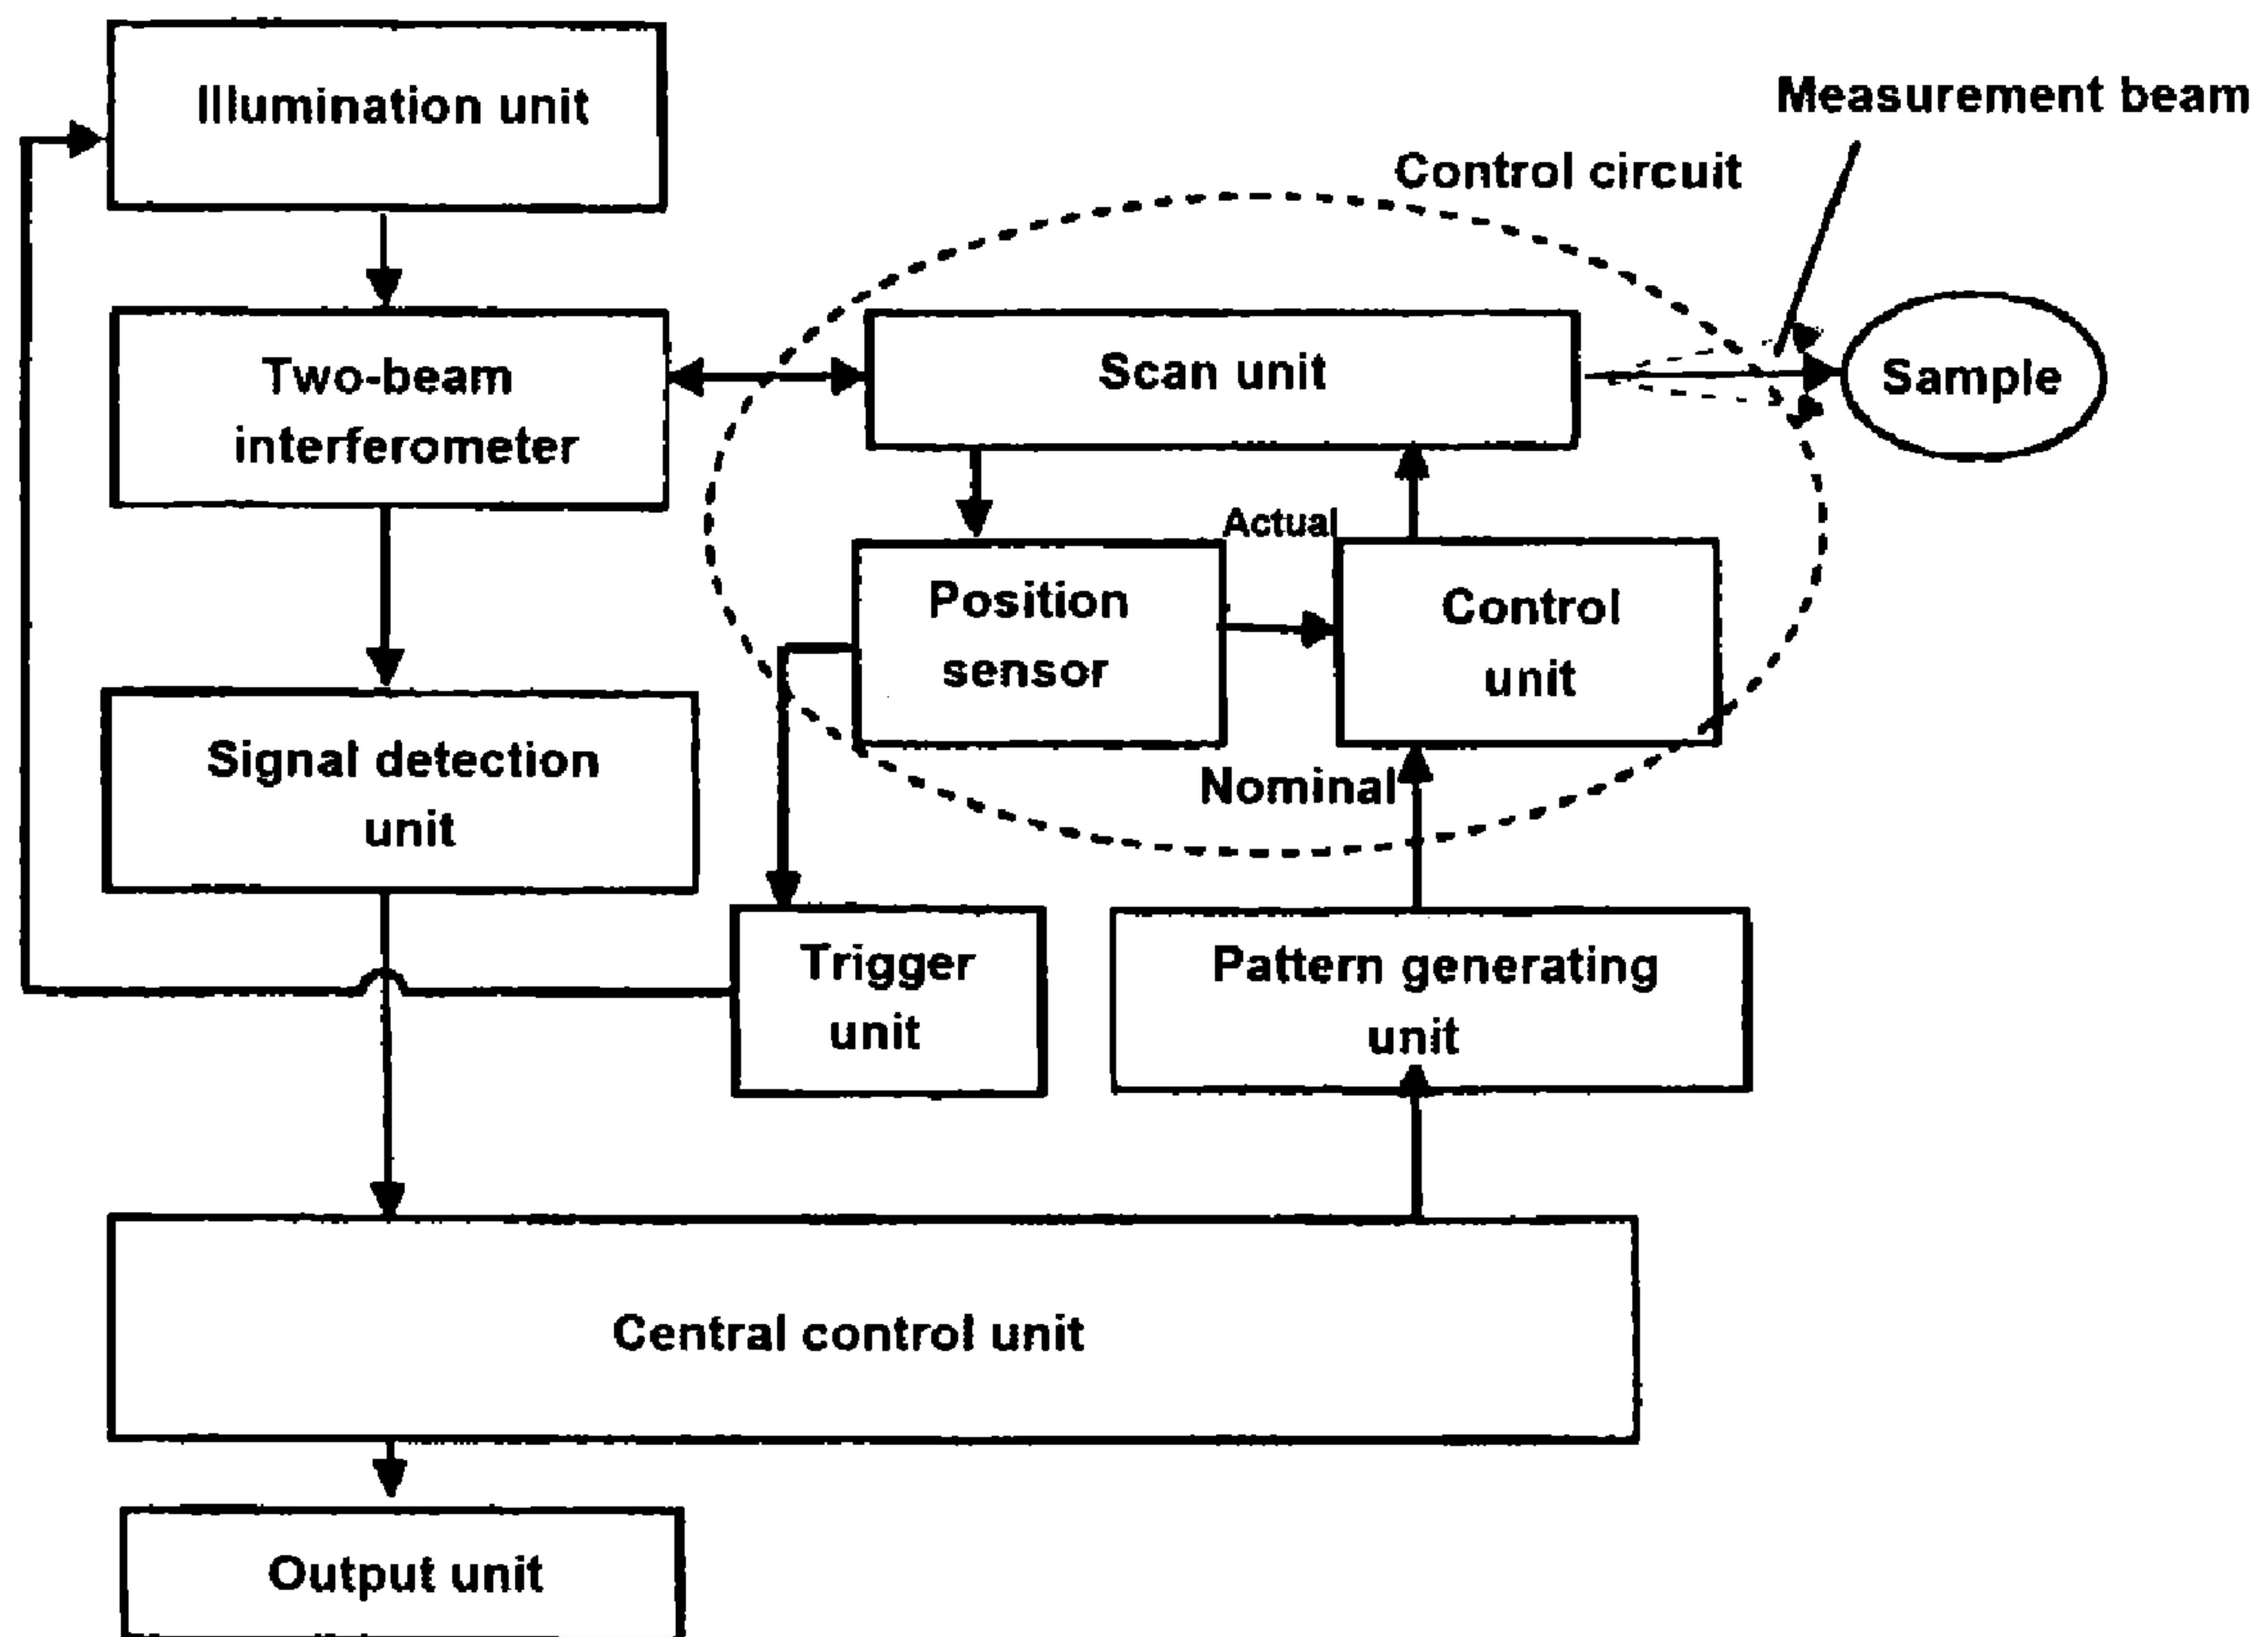 Illumination unit
Measurement beam
Control circuit
Two-beam
interferometer
Scan unit
Sample
Actual
Position
sensor
Control
unit
Signal detection
unit
Nominal
Trigger
unit
Pattern generating
unit
Central control unit
Output unit